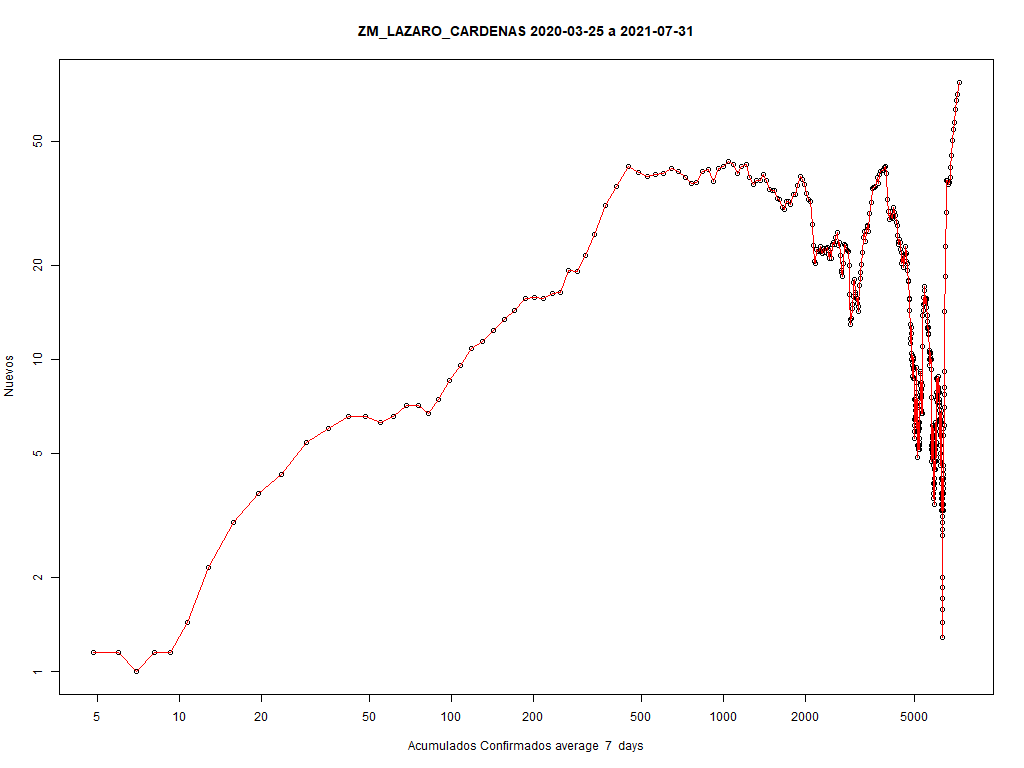 ZM_LAZARO_CARDENAS 2020-03-25 a 2021-07-31
50
20
10
5
2
1
Nuevos
5 10 20 50 100 200 500 1000 2000 5000
Acumulados Confirmados average 7 days